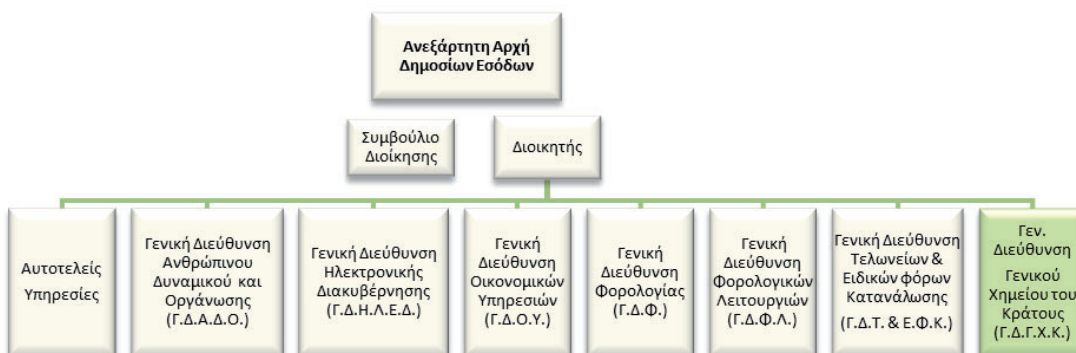 Ανεξάρτητη Αρχή
Δημοσίων Εσόδων
Συμβούλιο
Διοίκησης
Διοικητής
Αυτοτελείς
Υπηρεσίες
Γενική Διεύθυνση
Ανθρώπινου
Δυναμικού και
Οργάνωσης
(Γ.Δ.Α.Δ.Ο.)
Γενική Διεύθυνση
Ηλεκτρονικής
Διακυβέρνησης
(Γ.Δ.Η.Λ.Ε.Δ.)
Γενική
Διεύθυνση
Οικονομικών
Υπηρεσιών
(Γ.Δ.Ο.Υ.)
Γενική
Διεύθυνση
Φορολογίας
(Γ.Δ.Φ.)
Γενική
Διεύθυνση
Φορολογικών
Λειτουργιών
(Γ.Δ.Φ.Λ.)
Γενική Διεύθυνση
Τελωνείων &
Ειδικών φόρων
Κατανάλωσης
(Γ.Δ.Τ. & Ε.Φ.Κ.)
Γεν.
Διεύθυνση
Γενικού
Χημείου του
Κράτους
(Γ.Δ.Γ.Χ.Κ.)